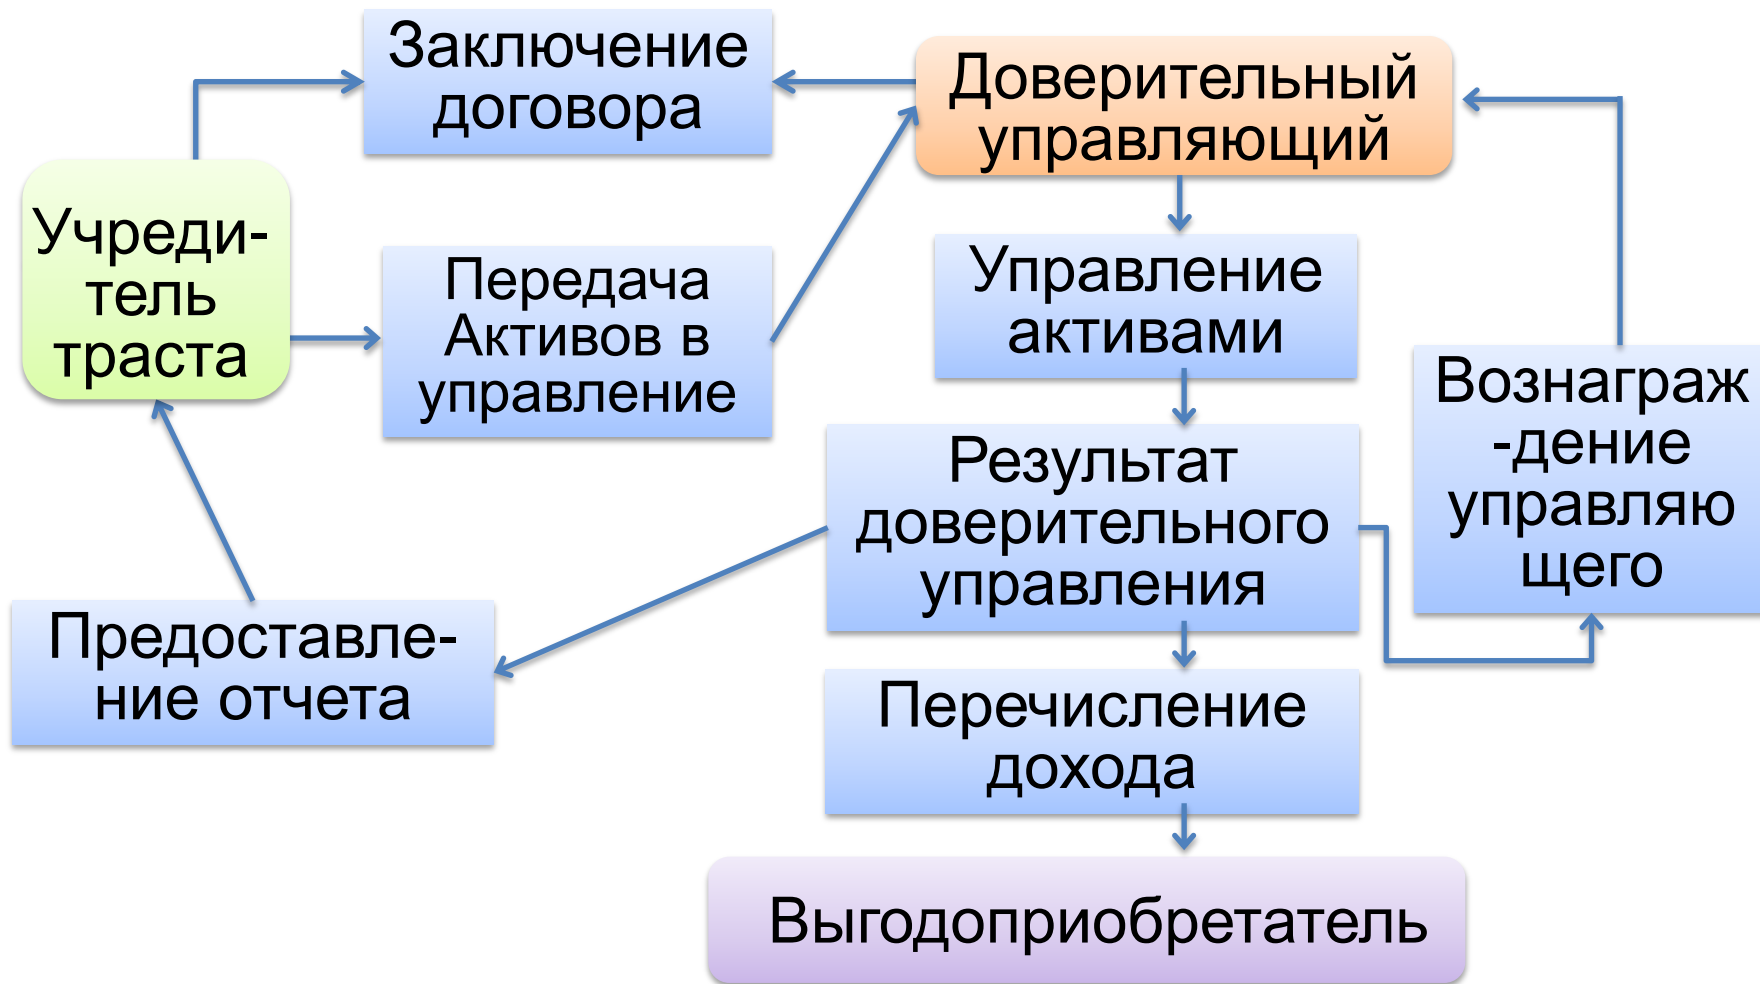 Заключение
договора
Доверительный
управляющий
Учреди-
тель
траста
Передача
Активов в
управление
Управление
активами
Вознаграж
-дение
управляю
щего
Результат
доверительного
управления
Предоставле-
ние отчета
Перечисление
дохода
Выгодоприобретатель